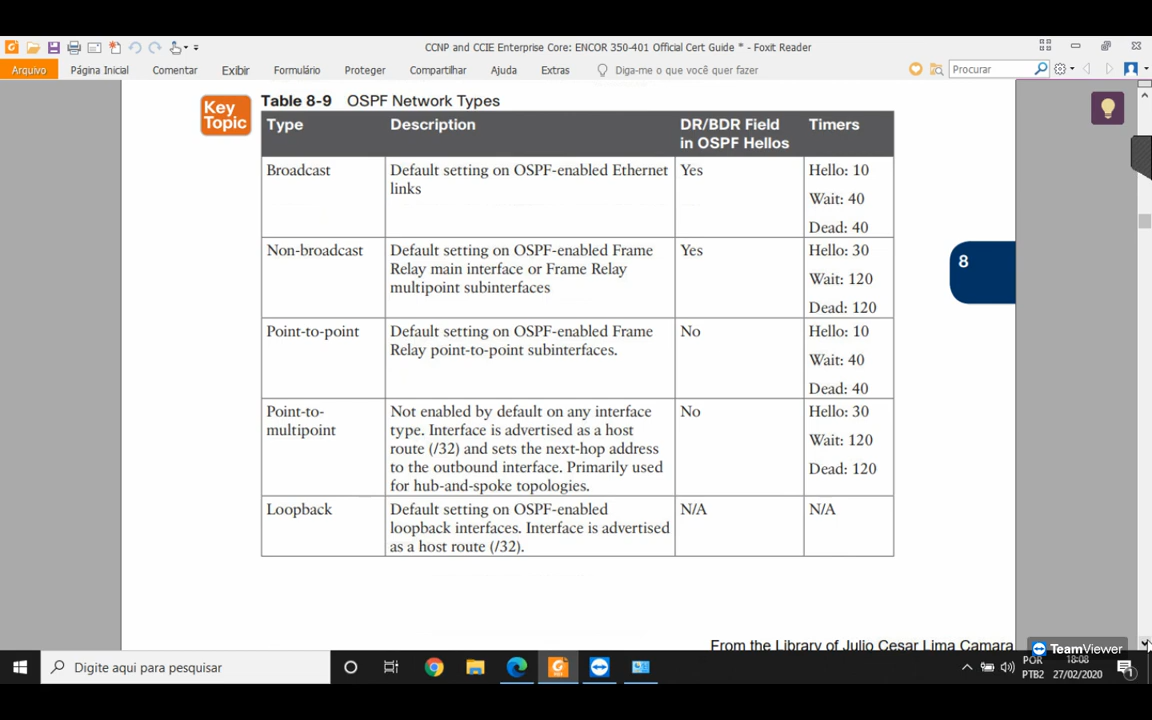 CCNP and CCIE Enterprise Core: ENCOR 350-401 Official Cert Guide * - Foxit Reader
Arquivo
Página Inicial
Comentar
Exibir
Formulário
Proteger
Compartilhar
Ajuda
Extras
Diga-me o que você quer fazer
Procurar
Key
Topic
Table 8-9 OSPF Network Types
Type
Description
DR/BDR Field
in OSPF Hellos
Timers
Broadcast
Default setting on OSPF-enabled Ethernet
links
Yes
Hello: 10
Wait: 40
Dead: 40
Non-broadcast
Default setting on OSPF-enabled Frame
Relay main interface or Frame Relay
multipoint subinterfaces
Yes
Hello: 30
Wait: 120
Dead: 120
Point-to-point
Default setting on OSPF-enabled Frame
Relay point-to-point subinterfaces.
No
Hello: 10
Wait: 40
Dead: 40
Point-to-
multipoint
Not enabled by default on any interface
type. Interface is advertised as a host
route (/32) and sets the next-hop address
to the outbound interface. Primarily used
for hub-and-spoke topologies.
No
Hello: 30
Wait: 120
Dead: 120
Loopback
Default setting on OSPF-enabled
loopback interfaces. Interface is advertised
as a host route (/32).
N/A
N/A
8
From the Library of Julio Cesar Lima Camara
TeamViewer
Digite aqui para pesquisar
POR
PTB2
18:08
27/02/2020
1